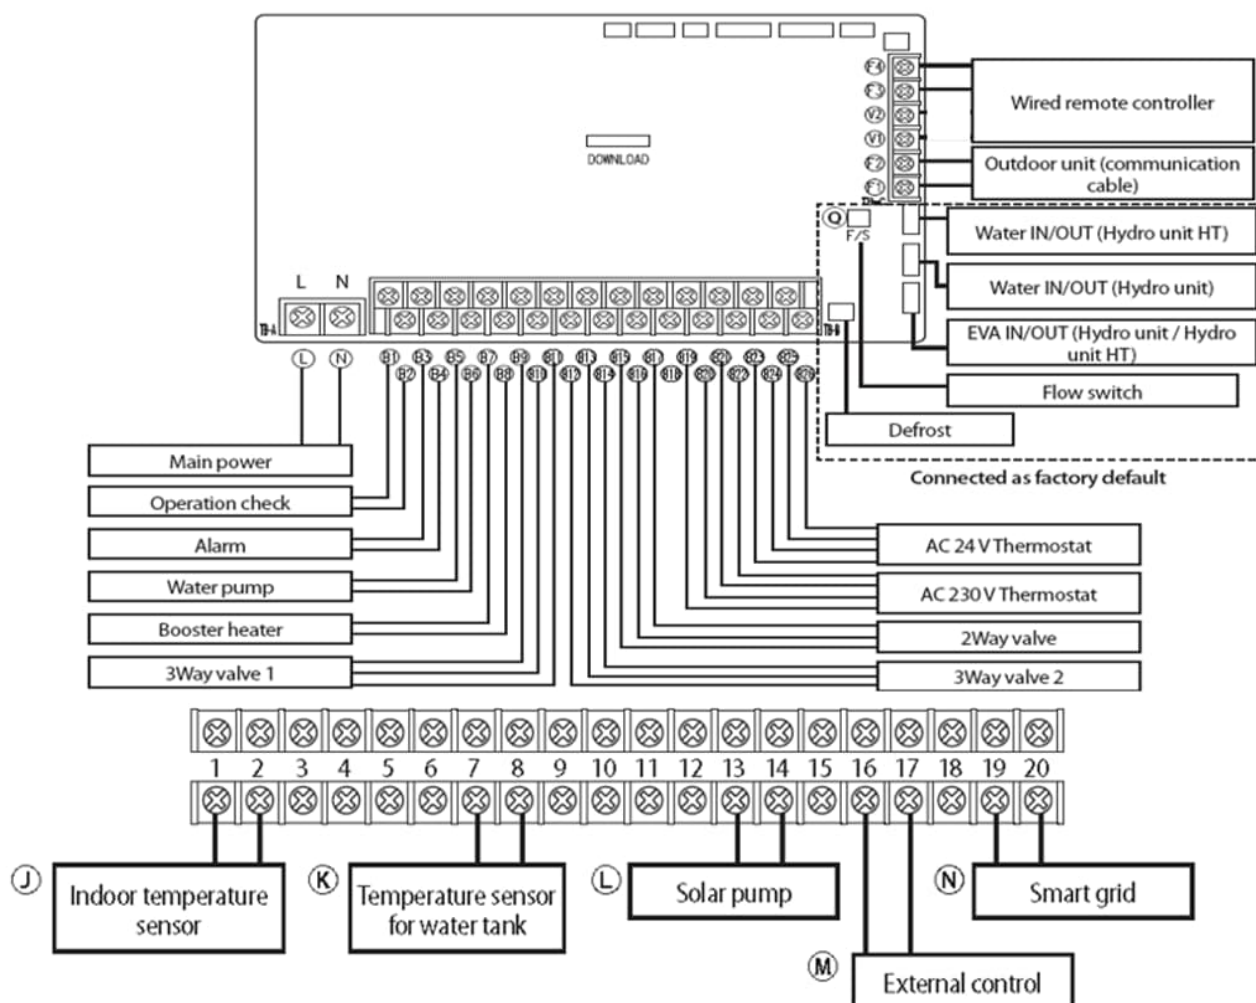 F4
F3
V2
V1
F2
F1
Wired remote controller
Outdoor unit (communication
cable)
DOWNLOAD
Q
F/S
Water IN/OUT (Hydro unit HT)
Water IN/OUT (Hydro unit)
EVA IN/OUT (Hydro unit / Hydro
unit HT)
Flow switch
Defrost
Connected as factory default
L N
TB-A
TB-B
L N B1 B3 B5 B7 B9 B11 B13 B15 B17 B19 B21 B23 B25
B2 B4 B6 B8 B10 B12 B14 B16 B18 B20 B22 B24 B26
Main power
Operation check
Alarm
Water pump
Booster heater
3Way valve 1
AC 24 V Thermostat
AC 230 V Thermostat
2Way valve
3Way valve 2
1 2 3 4 5 6 7 8 9 10 11 12 13 14 15 16 17 18 19 20
J
Indoor temperature
sensor
K
Temperature sensor
for water tank
L
Solar pump
M
External control
N
Smart grid